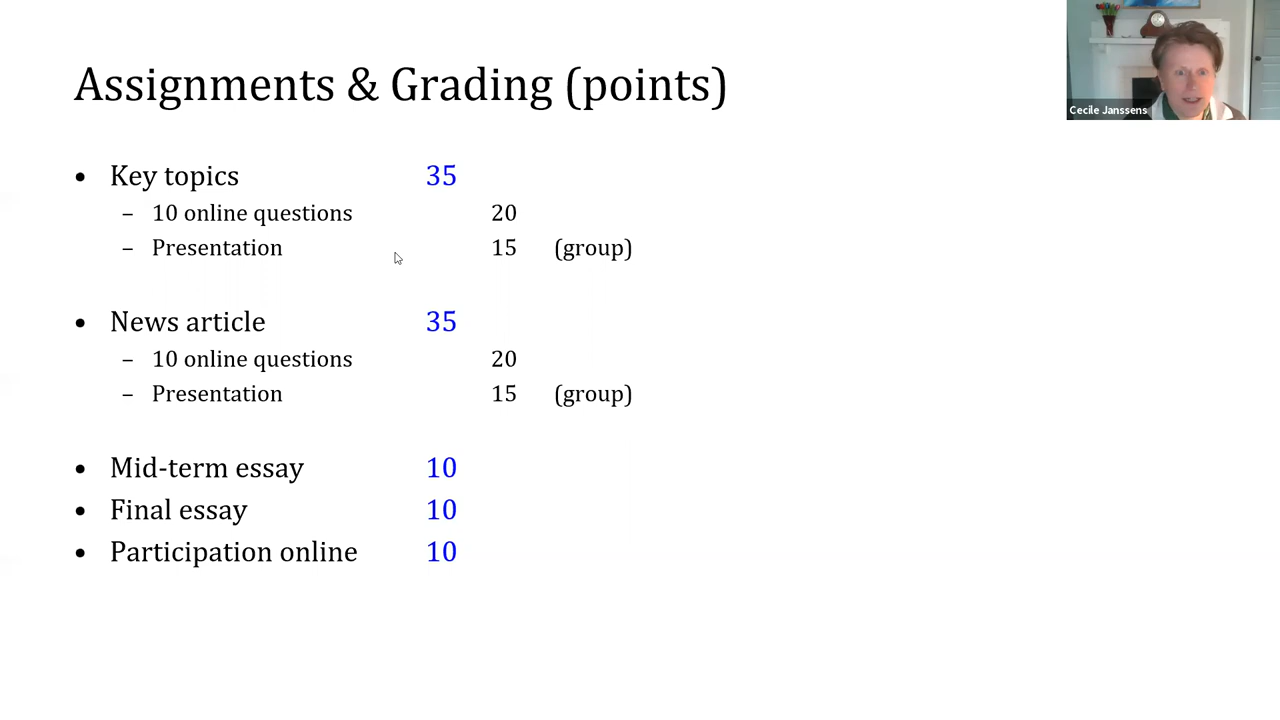 Assignments & Grading (points)
Cecile Janssens
• Key topics 35
– 10 online questions 20
– Presentation 15 (group)
• News article 35
– 10 online questions 20
– Presentation 15 (group)
• Mid-term essay 10
• Final essay 10
• Participation online 10